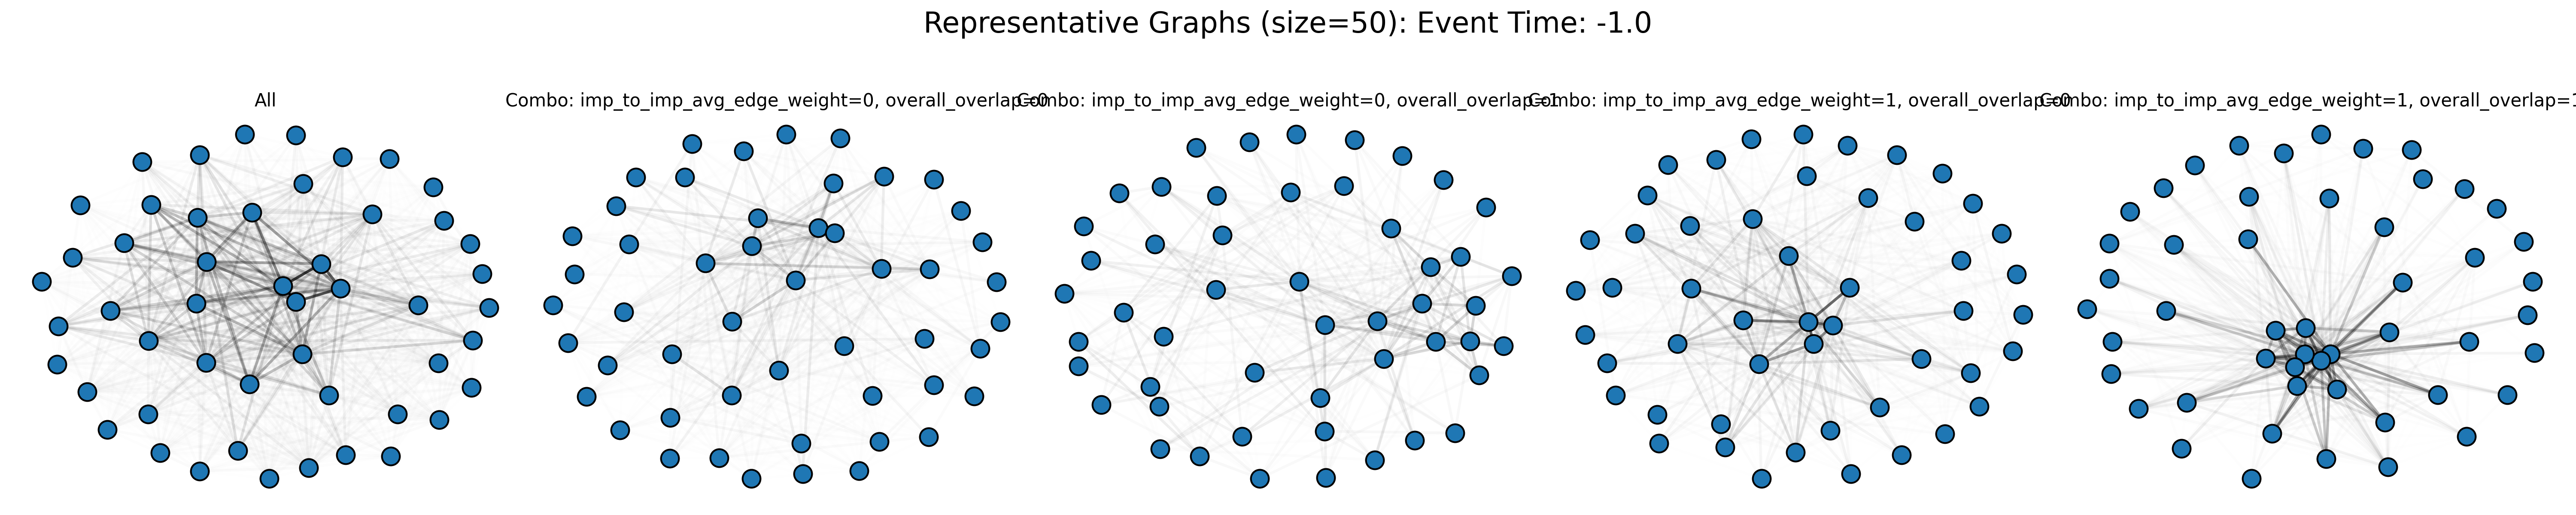 Representative Graphs (size=50): Event Time: -1.0
All
Combo: imp_to_imp_avg_edge_weight=0, overall_overlap=0
Combo: imp_to_imp_avg_edge_weight=0, overall_overlap=1
Combo: imp_to_imp_avg_edge_weight=1, overall_overlap=0
Combo: imp_to_imp_avg_edge_weight=1, overall_overlap=1